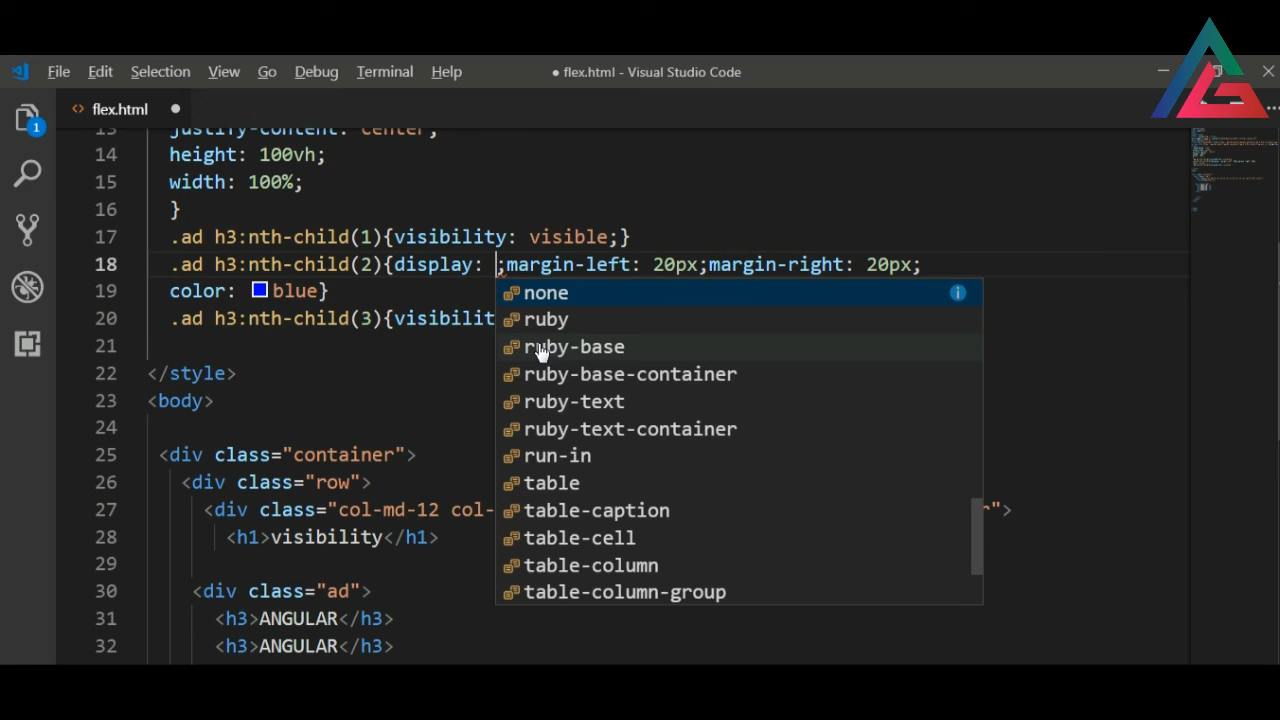 File Edit Selection View Go Debug Terminal Help ● flex.html - Visual Studio Code
<> flex.html ●
1
13 justify-content: center;
14 height: 100vh;
15 width: 100%;
16 }
17 .ad h3:nth-child(1){visibility: visible;}
18 .ad h3:nth-child(2){display: ;margin-left: 20px;margin-right: 20px;
19 color: blue}
20 .ad h3:nth-child(3){visibilit
21
22 </style>
23 <body>
24
25 <div class="container">
26 <div class="row">
27 <div class="col-md-12 col- r">
28 <h1>visibility</h1>
29
30 <div class="ad">
31 <h3>ANGULAR</h3>
32 <h3>ANGULAR</h3>
none
ruby
ruby-base
ruby-base-container
ruby-text
ruby-text-container
run-in
table
table-caption
table-cell
table-column
table-column-group